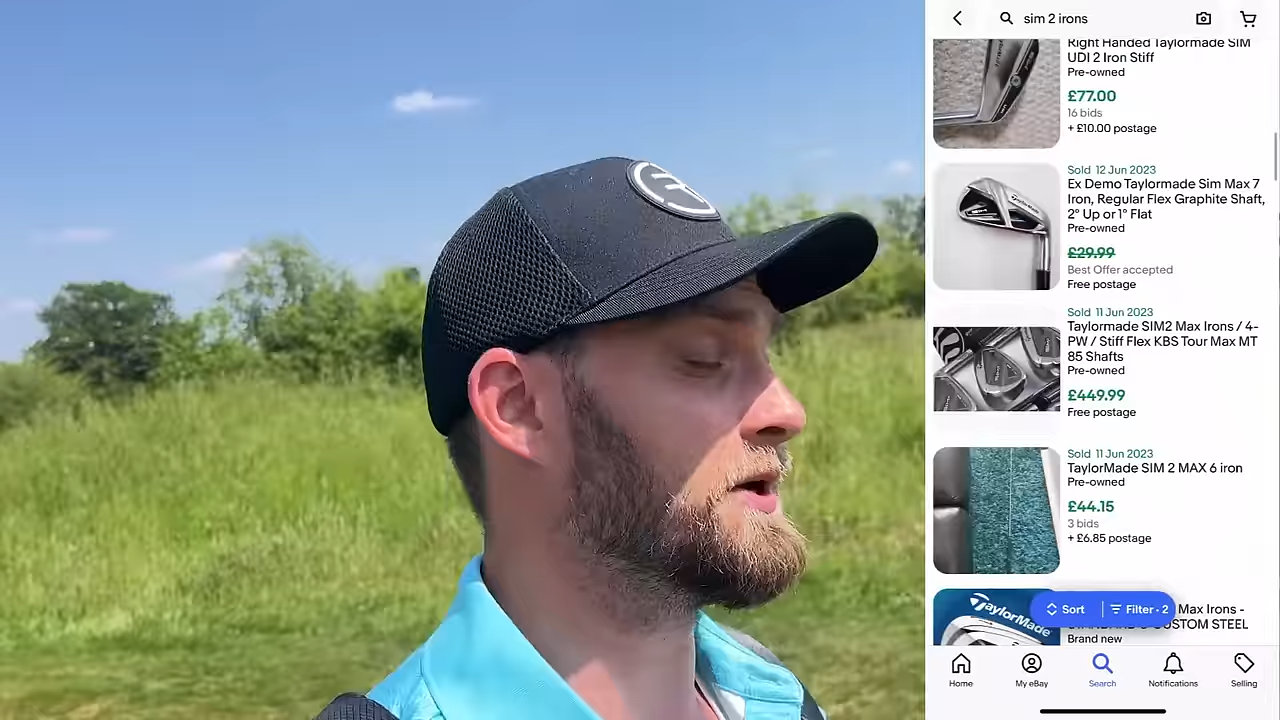 sim 2 irons
Right Handed Taylormade SIM
UDI 2 Iron Stiff
Pre-owned
£77.00
16 bids
+ £10.00 postage
Sold 12 Jun 2023
Ex Demo Taylormade Sim Max 7
Iron, Regular Flex Graphite Shaft,
2° Up or 1° Flat
Pre-owned
£29.99
Best Offer accepted
Free postage
Sold 11 Jun 2023
Taylormade SIM2 Max Irons / 4-
PW / Stiff Flex KBS Tour Max MT
85 Shafts
Pre-owned
£449.99
Free postage
Sold 11 Jun 2023
TaylorMade SIM 2 MAX 6 iron
Pre-owned
£44.15
3 bids
+ £6.85 postage
TaylorMade
Sort
Filter · 2
Max Irons -
CUSTOM STEEL
Brand new
Home
My eBay
Search
Notifications
Selling